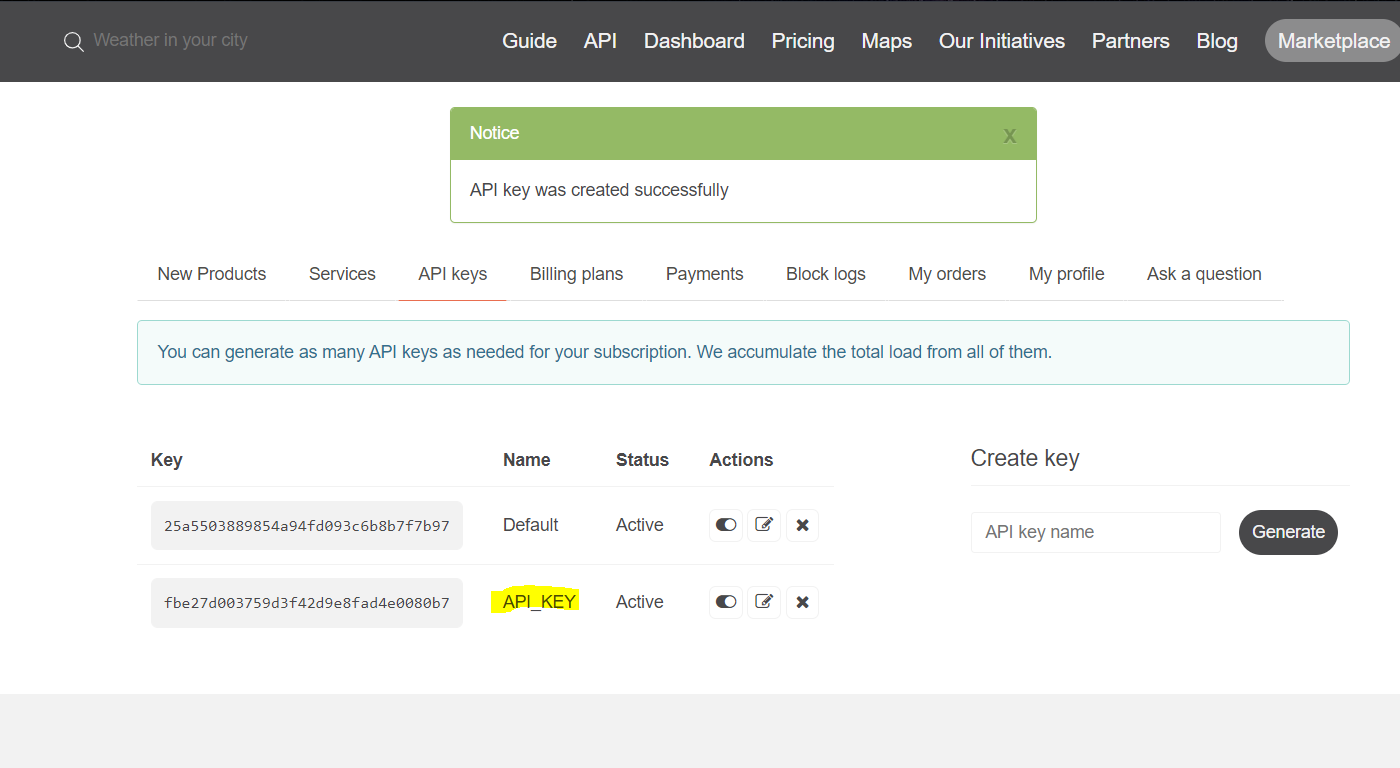 Weather in your city
Guide API Dashboard Pricing Maps Our Initiatives Partners Blog Marketplace
Notice x
API key was created successfully
New Products Services API keys Billing plans Payments Block logs My orders My profile Ask a question
You can generate as many API keys as needed for your subscription. We accumulate the total load from all of them.
Key Name Status Actions
25a5503889854a94fd093c6b8b7f7b97 Default Active
fbe27d003759d3f42d9e8fad4e0080b7 API_KEY Active
Create key
API key name Generate